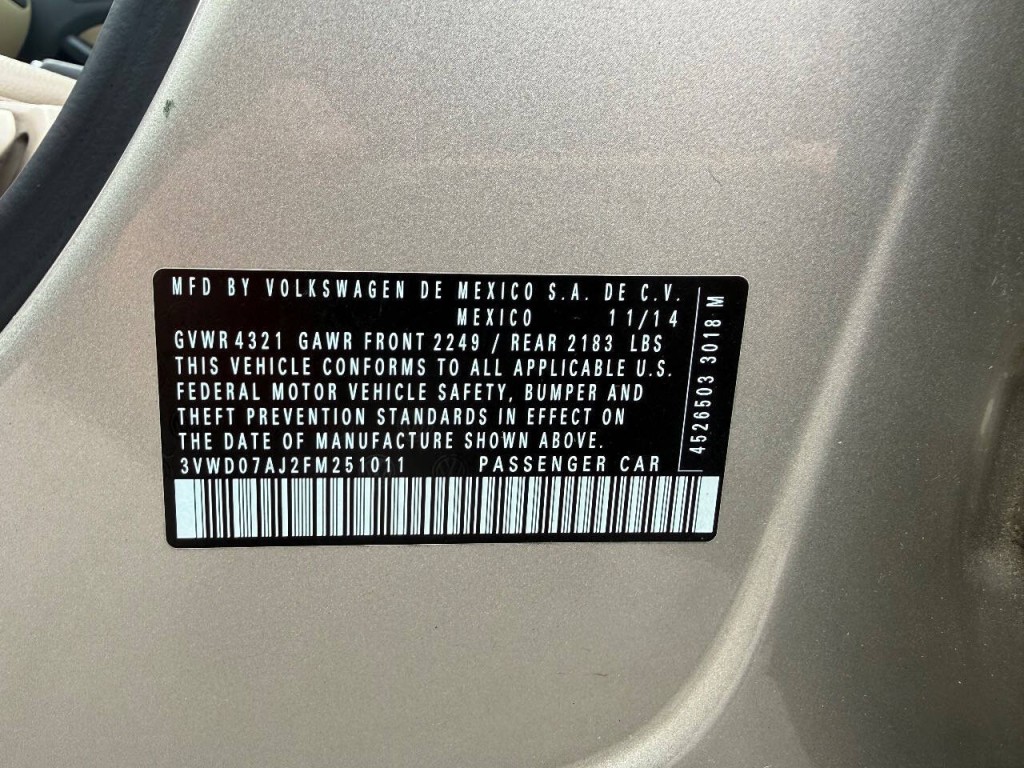 MFD BY VOLKSWAGEN DE MEXICO S.A. DE C.V.
MEXICO 11/14
GVWR 4321 GAWR FRONT 2249 / REAR 2183 LBS
THIS VEHICLE CONFORMS TO ALL APPLICABLE U.S.
FEDERAL MOTOR VEHICLE SAFETY, BUMPER AND
THEFT PREVENTION STANDARDS IN EFFECT ON
THE DATE OF MANUFACTURE SHOWN ABOVE.
3VWD07AJ2FM251011 PASSENGER CAR
4526503 3018 M